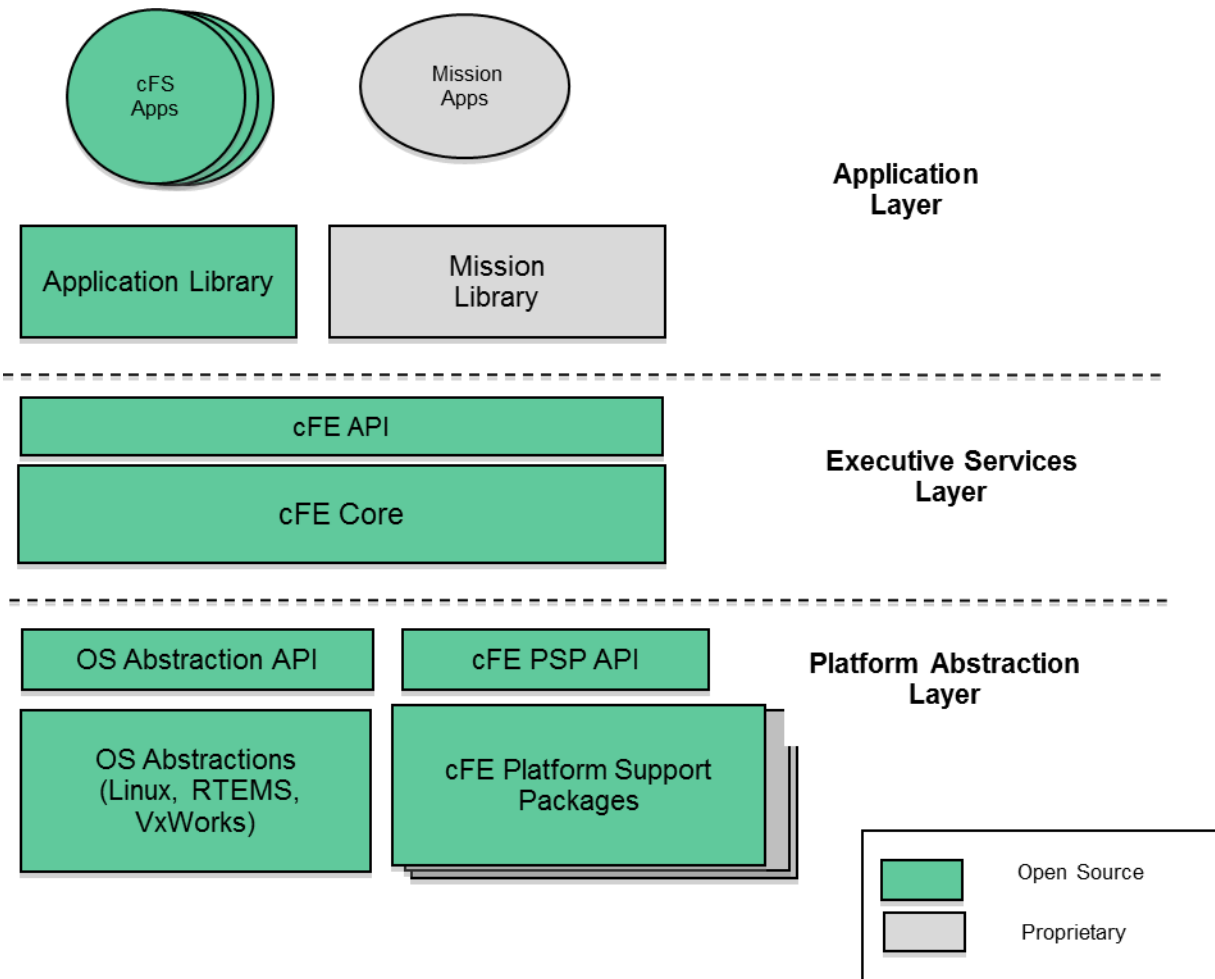 cFS
Apps
Mission
Apps
Application
Layer
Application Library
Mission
Library
cFE API
Executive Services
Layer
cFE Core
OS Abstraction API
cFE PSP API
Platform Abstraction
Layer
OS Abstractions
(Linux, RTEMS,
VxWorks)
cFE Platform Support
Packages
Open Source
Proprietary